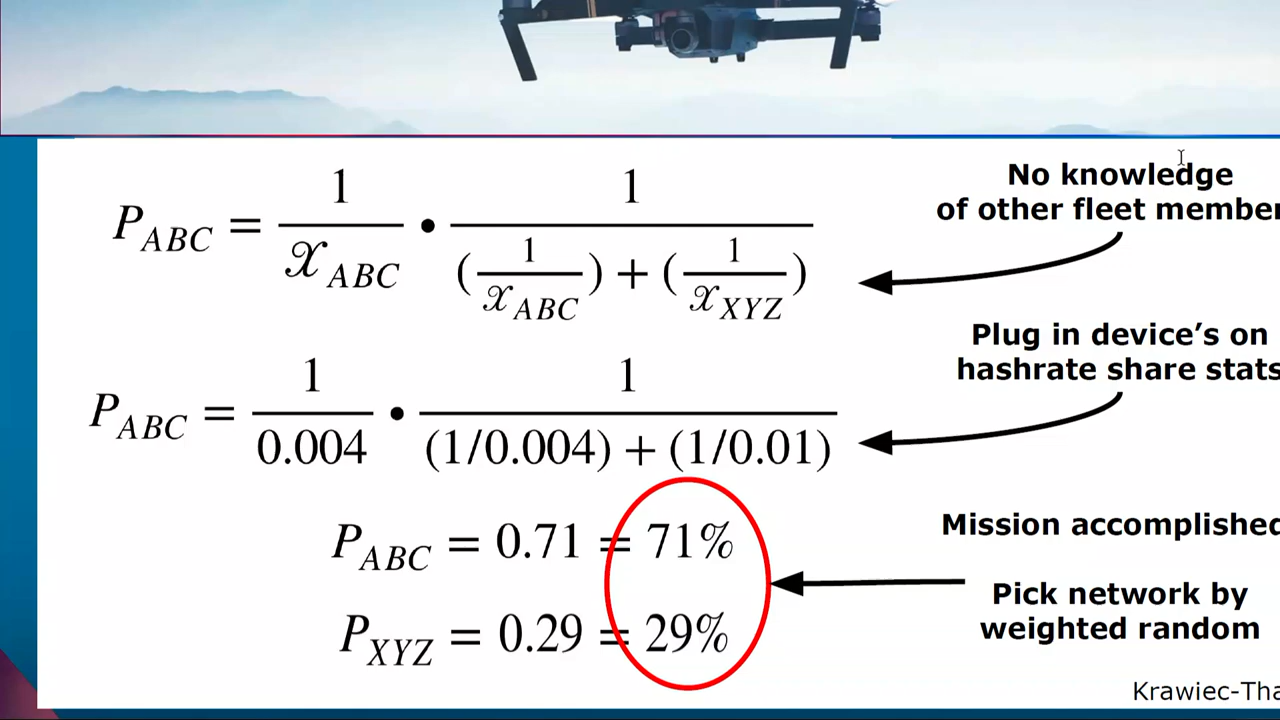 P_ABC = 1/𝒳_ABC • 1/((1/𝒳_ABC) + (1/𝒳_XYZ))
No knowledge
of other fleet member
P_ABC = 1/0.004 • 1/((1/0.004) + (1/0.01))
Plug in device’s on
hashrate share stats
P_ABC = 0.71 = 71%
P_XYZ = 0.29 = 29%
Mission accomplished
Pick network by
weighted random
Krawiec-Tha